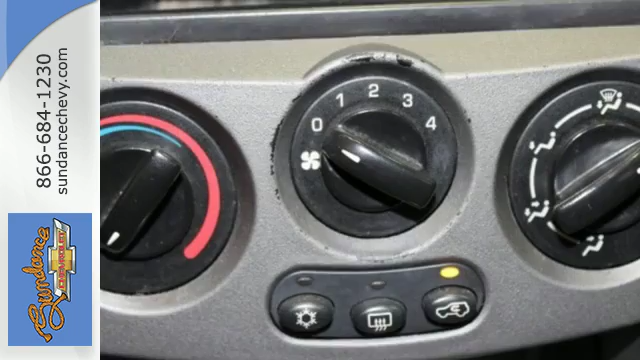 866-684-1230
sundancechevy.com
Sundance
CHEVROLET
0 1 2 3 4